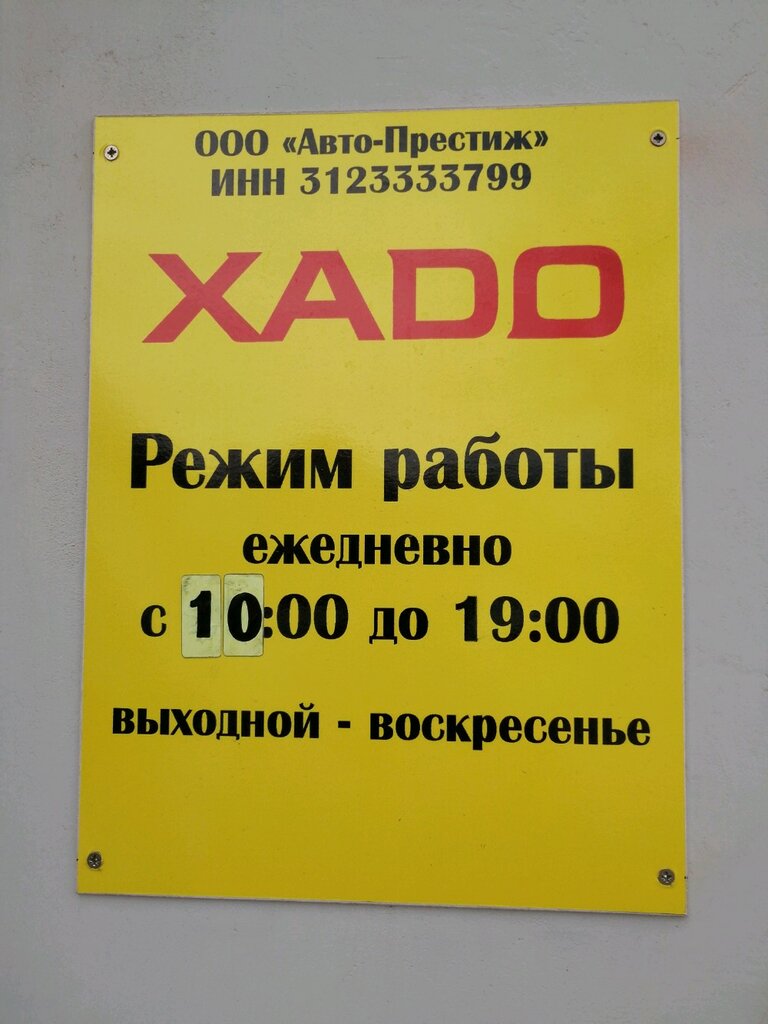 ООО «Авто-Престиж»
ИНН 3123333799
XADO
Режим работы
ежедневно
с 10:00 до 19:00
выходной - воскресенье